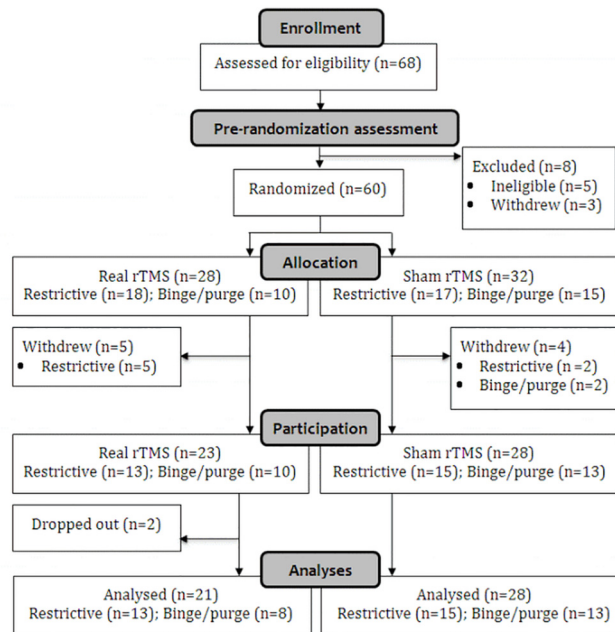 Enrollment
Assessed for eligibility (n=68)
Pre-randomization assessment
Excluded (n=8)
• Ineligible (n=5)
• Withdrew (n=3)
Randomized (n=60)
Allocation
Real rTMS (n=28)
Restrictive (n=18); Binge/purge (n=10)
Sham rTMS (n=32)
Restrictive (n=17); Binge/purge (n=15)
Withdrew (n=5)
• Restrictive (n=5)
Withdrew (n=4)
• Restrictive (n=2)
• Binge/purge (n=2)
Participation
Real rTMS (n=23)
Restrictive (n=13); Binge/purge (n=10)
Sham rTMS (n=28)
Restrictive (n=15); Binge/purge (n=13)
Dropped out (n=2)
Analyses
Analysed (n=21)
Restrictive (n=13); Binge/purge (n=8)
Analysed (n=28)
Restrictive (n=15); Binge/purge (n=13)